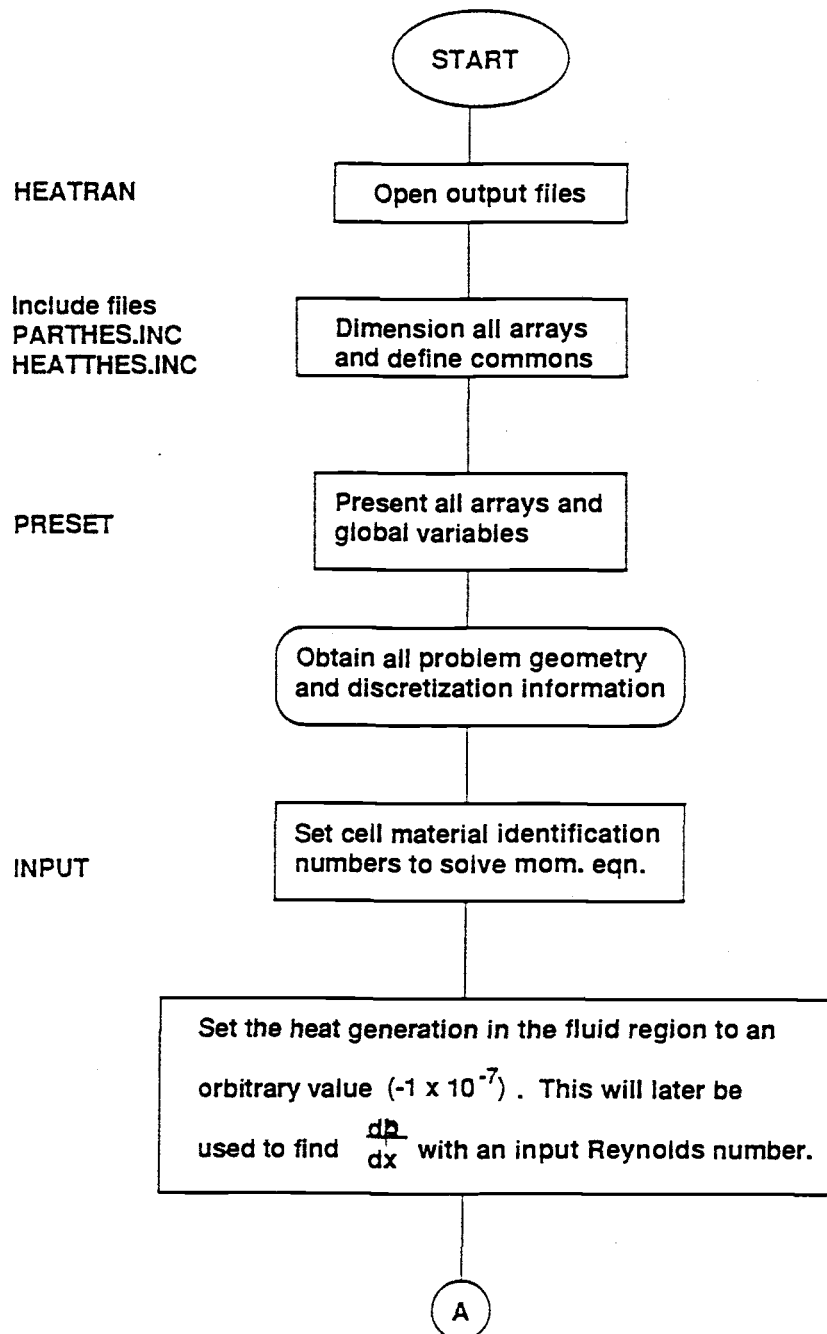 START
HEATRAN
Open output files
Include files
PARTHES.INC
HEATTHES.INC
Dimension all arrays
and define commons
PRESET
Present all arrays and
global variables
Obtain all problem geometry
and discretization information
INPUT
Set cell material identification
numbers to solve mom. eqn.
Set the heat generation in the fluid region to an
orbitrary value (-1 x 10^-7) . This will later be
used to find dp/dx with an input Reynolds number.
A